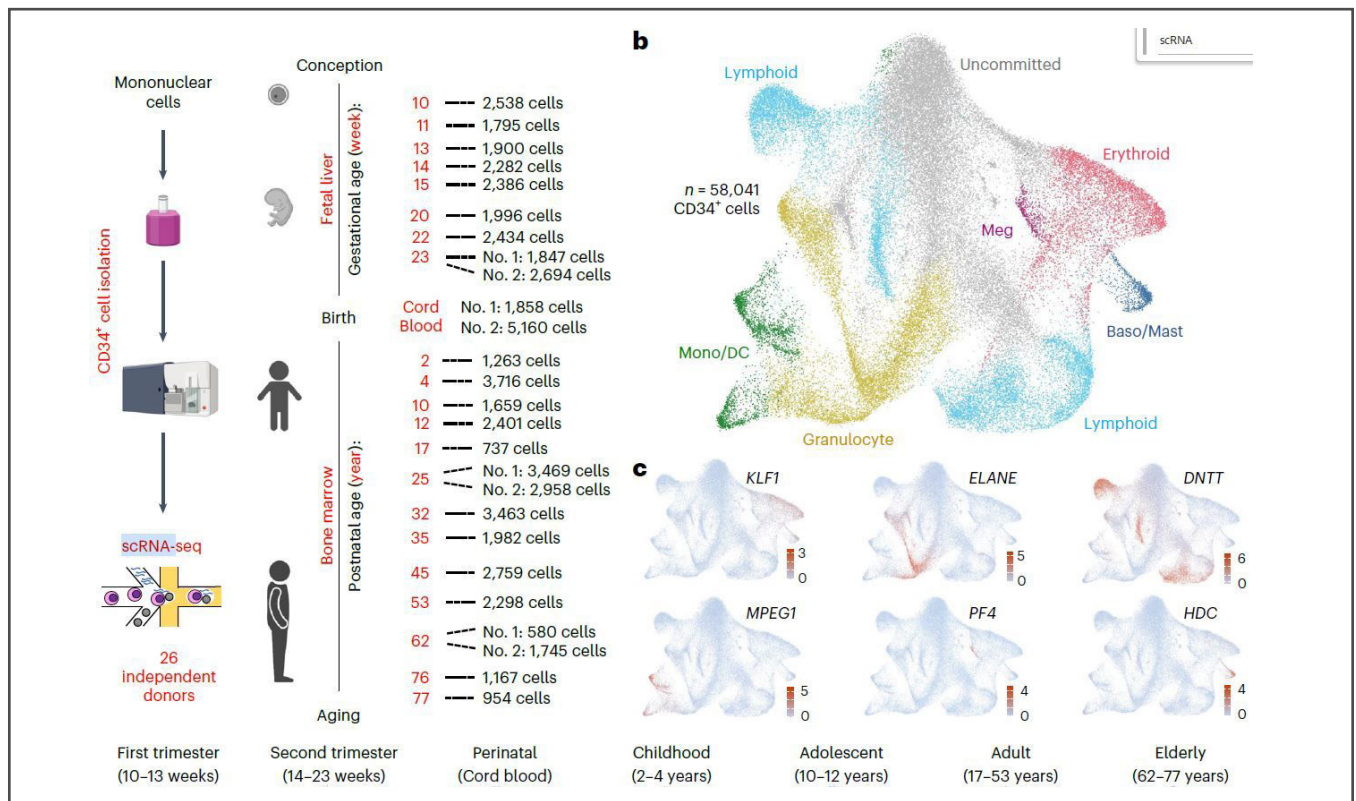 Mononuclear
cells
CD34+ cell isolation
scRNA-seq
26
independent
donors
Conception
Birth
Aging
Fetal liver
Gestational age (week):
10 2,538 cells
11 1,795 cells
13 1,900 cells
14 2,282 cells
15 2,386 cells
20 1,996 cells
22 2,434 cells
23 No. 1: 1,847 cells
No. 2: 2,694 cells
Cord
Blood
No. 1: 1,858 cells
No. 2: 5,160 cells
Bone marrow
Postnatal age (year):
2 1,263 cells
4 3,716 cells
10 1,659 cells
12 2,401 cells
17 737 cells
25 No. 1: 3,469 cells
No. 2: 2,958 cells
32 3,463 cells
35 1,982 cells
45 2,759 cells
53 2,298 cells
62 No. 1: 580 cells
No. 2: 1,745 cells
76 1,167 cells
77 954 cells
b
scRNA
Lymphoid
Uncommitted
Erythroid
n = 58,041
CD34+ cells
Meg
Baso/Mast
Mono/DC
Granulocyte
Lymphoid
c
KLF1
3
0
ELANE
5
0
DNTT
6
0
MPEG1
5
0
PF4
4
0
HDC
4
0
First trimester
(10–13 weeks)
Second trimester
(14–23 weeks)
Perinatal
(Cord blood)
Childhood
(2–4 years)
Adolescent
(10–12 years)
Adult
(17–53 years)
Elderly
(62–77 years)